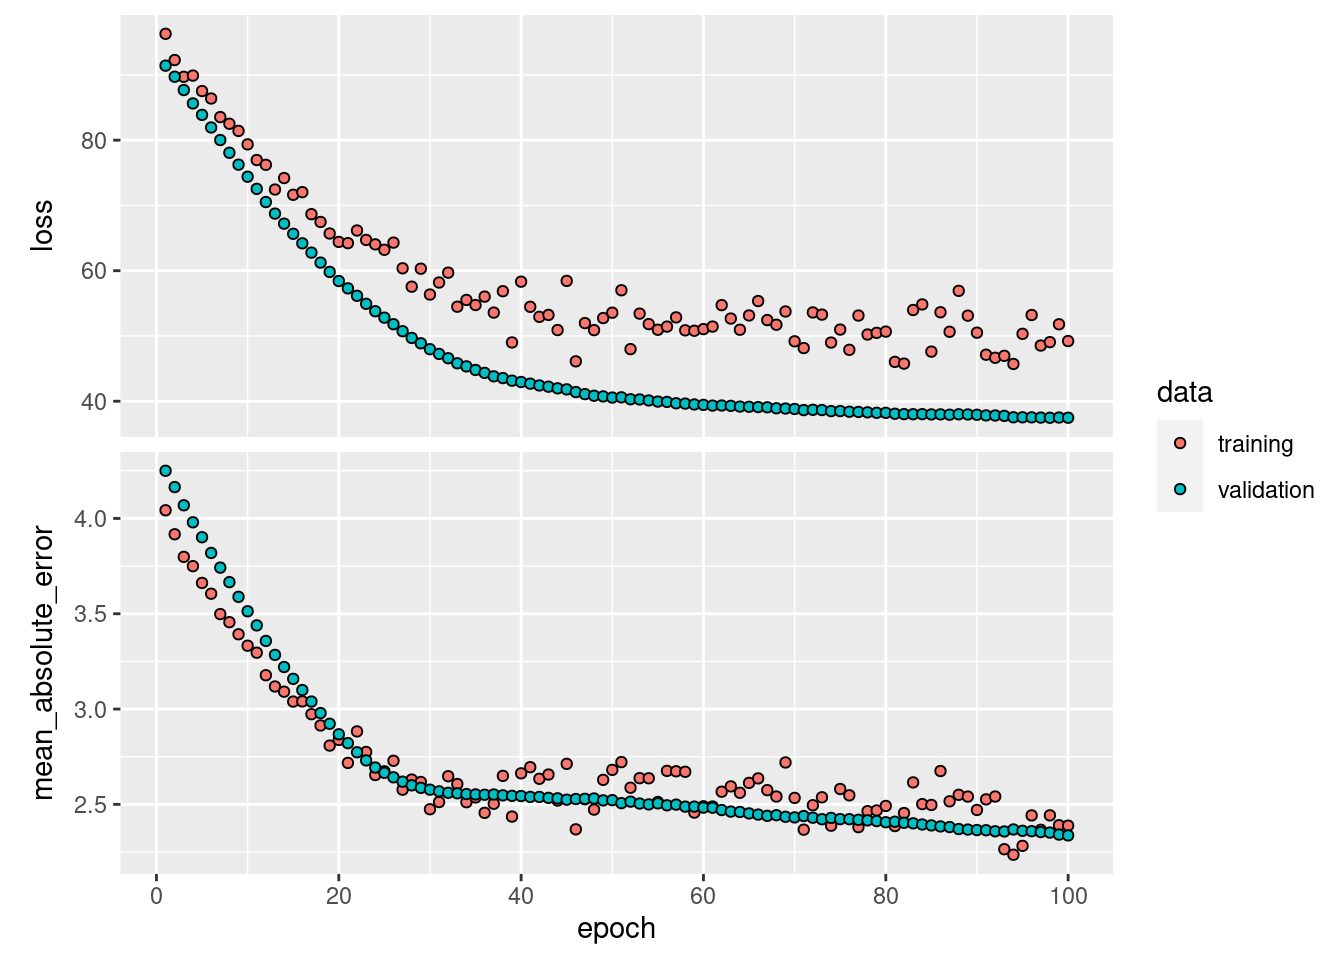 loss
80
60
40
mean_absolute_error
4.0
3.5
3.0
2.5
0 20 40 60 80 100
epoch
data
training
validation